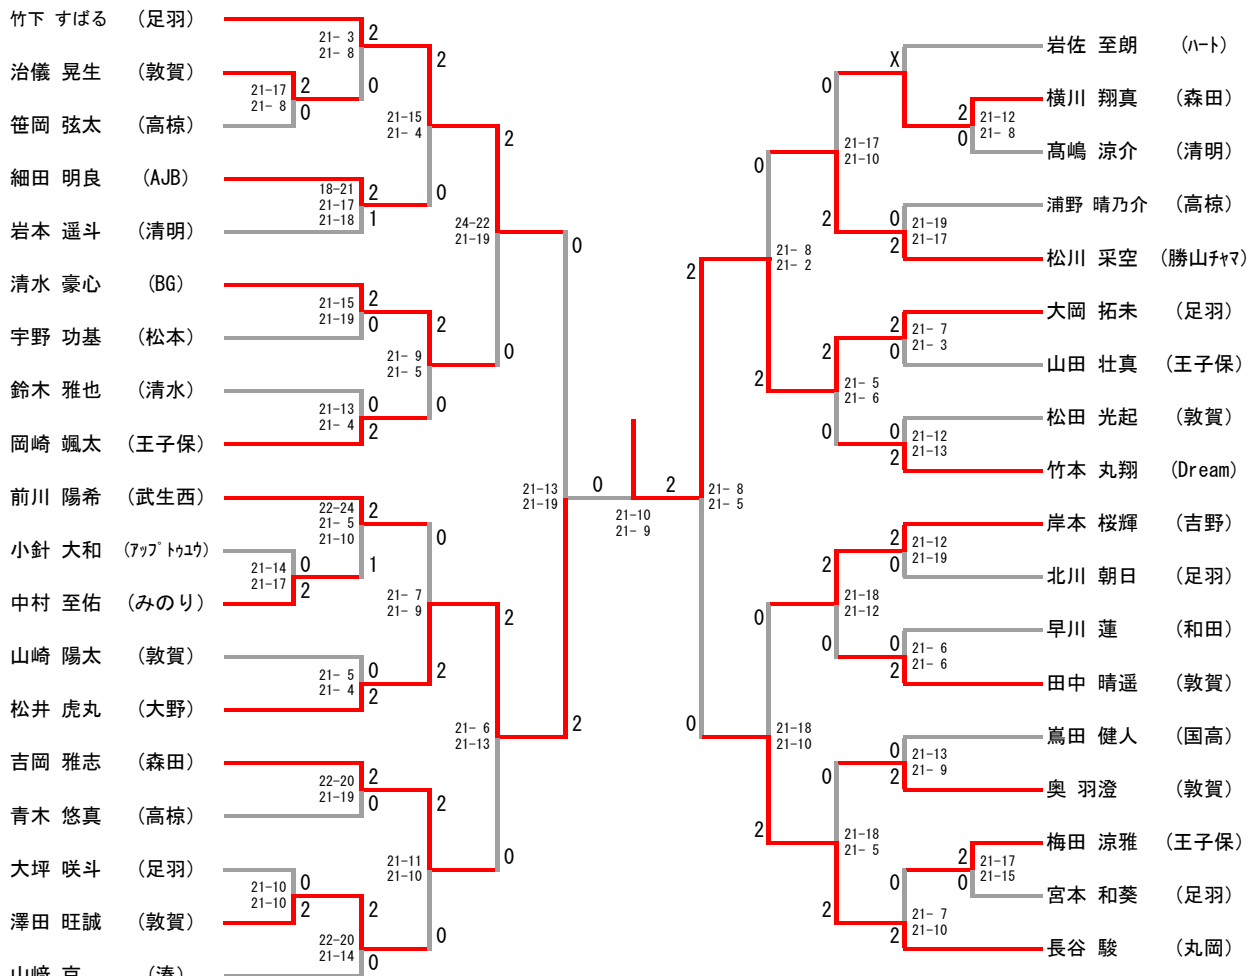 竹下 すばる （足羽）
治儀 晃生 （敦賀）
笹岡 弦太 （高椋）
細田 明良 （AJB）
岩本 遥斗 （清明）
清水 豪心 （BG）
宇野 功基 （松本）
鈴木 雅也 （清水）
岡崎 颯太 （王子保）
前川 陽希 （武生西）
小針 大和 （ｱｯﾌﾟﾄｩﾕｳ）
中村 至佑 （みのり）
山崎 陽太 （敦賀）
松井 虎丸 （大野）
吉岡 雅志 （森田）
青木 悠真 （高椋）
大坪 咲斗 （足羽）
澤田 旺誠 （敦賀）
21- 3 2
21- 8 0
21-17 2
21- 8 0
18-21 2
21-17
21-18 1
21-15 2
21-19 0
21-13 0
21- 4 2
22-24 2
21- 5
21-10 1
21-14 0
21-17 2
21- 5 0
21- 4 2
22-20 2
21-19 0
21-10 0
21-10 2
22-20 2
21-14 0
2
21-15
21- 4
0
2
21- 9
21- 5
0
0
21- 7
21- 9
2
2
21-11
21-10
0
2
24-22
21-19
0
2
21- 6
21-13
0
0
21-13
21-19
2
0 2
21-10
21- 9
2
21- 8
21- 5
0
0
21- 8
21- 2
2
0
21-18
21-10
2
0
21-17
21-10
2
2
21- 5
21- 6
0
2
21-18
21-12
0
0
21-18
21- 5
2
X
2 21-12
0 21- 8
0 21-19
2 21-17
2 21- 7
0 21- 3
0 21-12
2 21-13
2 21-12
0 21-19
0 21- 6
2 21- 6
0 21-13
2 21- 9
2 21-17
0 21-15
0 21- 7
2 21-10
岩佐 至朗 （ﾊｰﾄ）
横川 翔真 （森田）
髙嶋 涼介 （清明）
浦野 晴乃介 （高椋）
松川 采空 （勝山ﾁｬﾏ）
大岡 拓未 （足羽）
山田 壮真 （王子保）
松田 光起 （敦賀）
竹本 丸翔 （Dream）
岸本 桜輝 （吉野）
北川 朝日 （足羽）
早川 蓮 （和田）
田中 晴遥 （敦賀）
嶌田 健人 （国高）
奥 羽澄 （敦賀）
梅田 涼雅 （王子保）
宮本 和葵 （足羽）
長谷 駿 （丸岡）